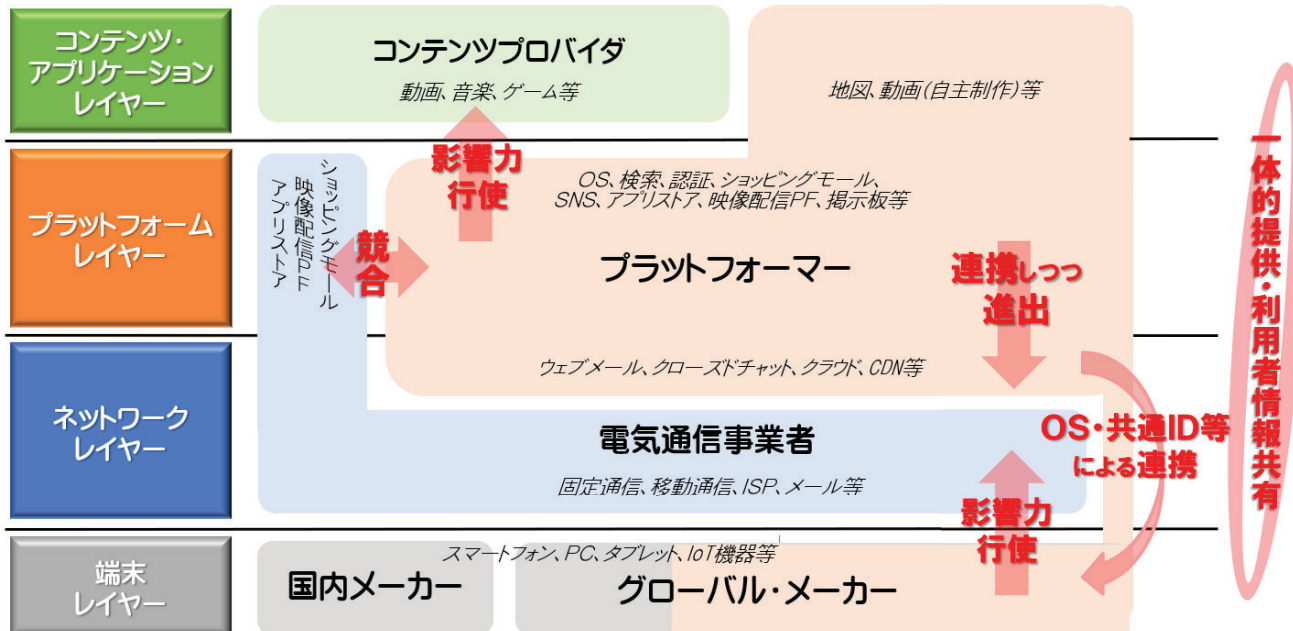 コンテンツ・
アプリケーション
レイヤー
コンテンツプロバイダ
動画、音楽、ゲーム等
地図、動画(自主制作)等
影響力
行使
プラットフォーム
レイヤー
ショッピングモール
映像配信PF
アプリストア
競合
OS、検索、認証、ショッピングモール、
SNS、アプリストア、映像配信PF、掲示板等
プラットフォーマー
連携しつつ
進出
ウェブメール、クローズドチャット、クラウド、CDN等
ネットワーク
レイヤー
電気通信事業者
固定通信、移動通信、ISP、メール等
OS・共通ID等
による連携
影響力
行使
端末
レイヤー
スマートフォン、PC、タブレット、IoT機器等
国内メーカー
グローバル・メーカー
一体的提供・利用者情報共有